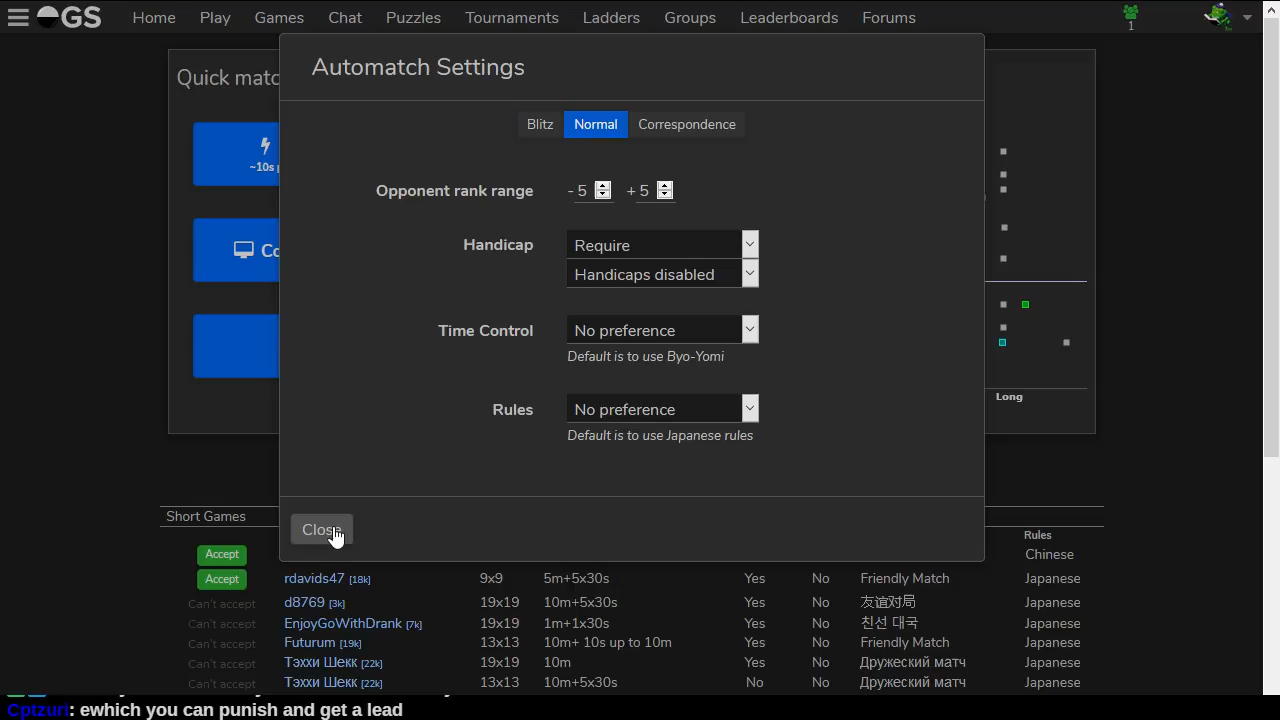 OGS Home Play Games Chat Puzzles Tournaments Ladders Groups Leaderboards Forums
1
Automatch Settings
Quick matc
Blitz Normal Correspondence
~10s
Opponent rank range - 5 + 5
Handicap Require
Handicaps disabled
Time Control No preference
Default is to use Byo-Yomi
Rules No preference
Default is to use Japanese rules
Long
Close
Short Games
Rules
Accept Chinese
Accept rdavids47 [18k] 9x9 5m+5x30s Yes No Friendly Match Japanese
Can't accept d8769 [3k] 19x19 10m+5x30s Yes No 友谊对局 Japanese
Can't accept EnjoyGoWithDrank [7k] 19x19 1m+1x30s Yes No 친선 대국 Japanese
Can't accept Futurum [19k] 13x13 10m+ 10s up to 10m Yes No Friendly Match Japanese
Can't accept Тэххи Шекк [22k] 19x19 10m Yes No Дружеский матч Japanese
Can't accept Тэххи Шекк [22k] 13x13 10m+5x30s No No Дружеский матч Japanese
Cptzuri: ewhich you can punish and get a lead